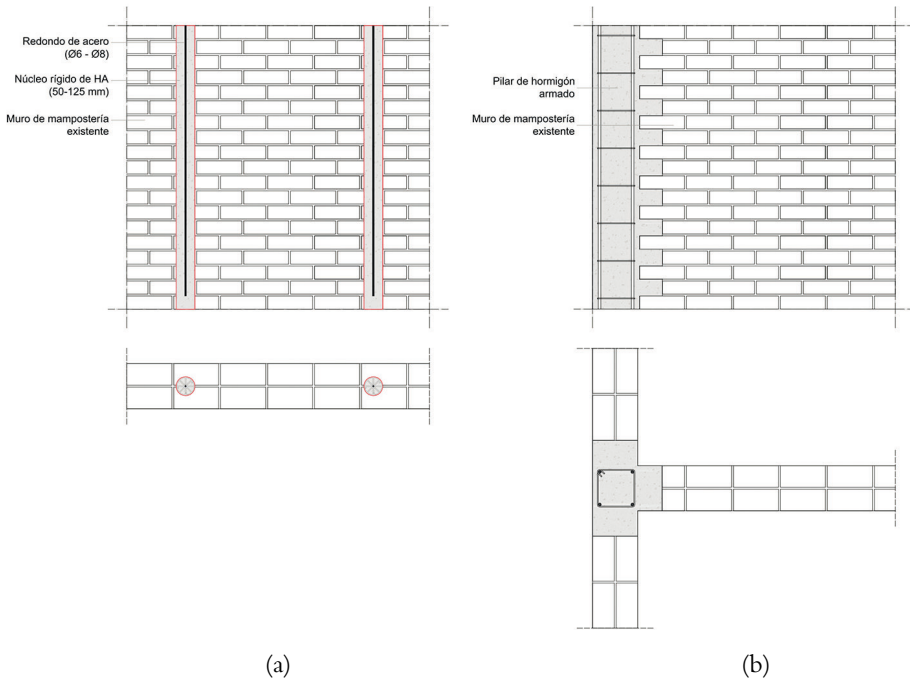 Redondo de acero
(Ø6 - Ø8)
Núcleo rígido de HA
(50-125 mm)
Muro de mampostería
existente
Pilar de hormigón
armado
Muro de mampostería
existente
(a)
(b)